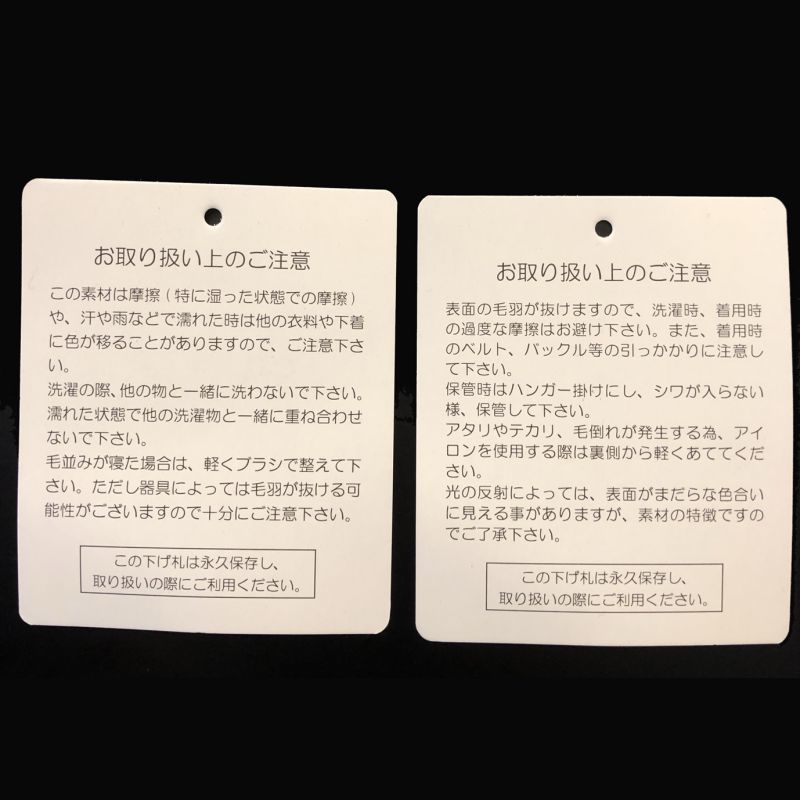 お取り扱い上のご注意
この素材は摩擦(特に湿った状態での摩擦)
や、汗や雨などで濡れた時は他の衣料や下着
に色が移ることがありますので、ご注意下さ
い。
洗濯の際、他の物と一緒に洗わないで下さい。
濡れた状態で他の洗濯物と一緒に重ね合わせ
ないで下さい。
毛並みが寝た場合は、軽くブラシで整えて下
さい。ただし器具によっては毛羽が抜ける可
能性がございますので十分にご注意下さい。
この下げ札は永久保存し、
取り扱いの際にご利用ください。
お取り扱い上のご注意
表面の毛羽が抜けますので、洗濯時、着用時
の過度な摩擦はお避け下さい。また、着用時
のベルト、バックル等の引っかかりに注意し
て下さい。
保管時はハンガー掛けにし、シワが入らない
様、保管して下さい。
アタリやテカリ、毛倒れが発生する為、アイ
ロンを使用する際は裏側から軽くあててくだ
さい。
光の反射によっては、表面がまだらな色合い
に見える事がありますが、素材の特徴ですの
でご了承下さい。
この下げ札は永久保存し、
取り扱いの際にご利用ください。